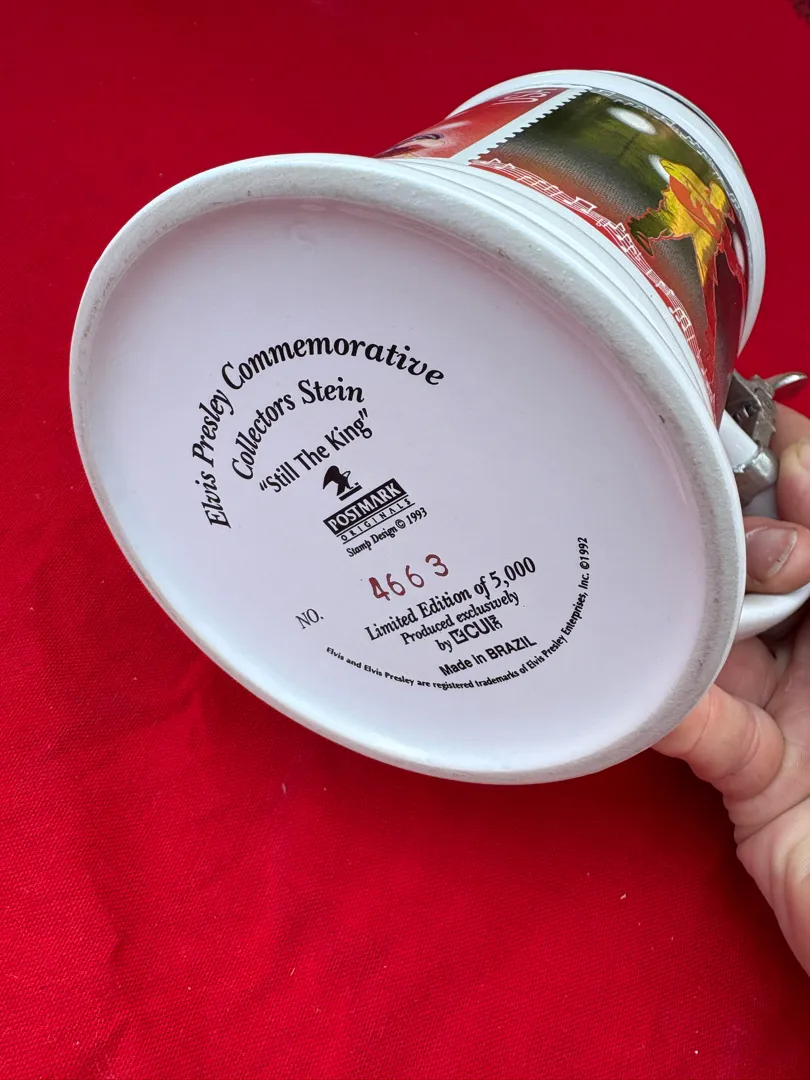 Elvis Presley Commemorative
Collectors Stein
"Still The King"
POSTMARK
ORIGINALS
Stamp Design © 1993
NO. 4663
Limited Edition of 5,000
Produced exclusively
by CUI
Made in BRAZIL
Elvis and Elvis Presley are registered trademarks of Elvis Presley Enterprises, Inc. ©1992
USA